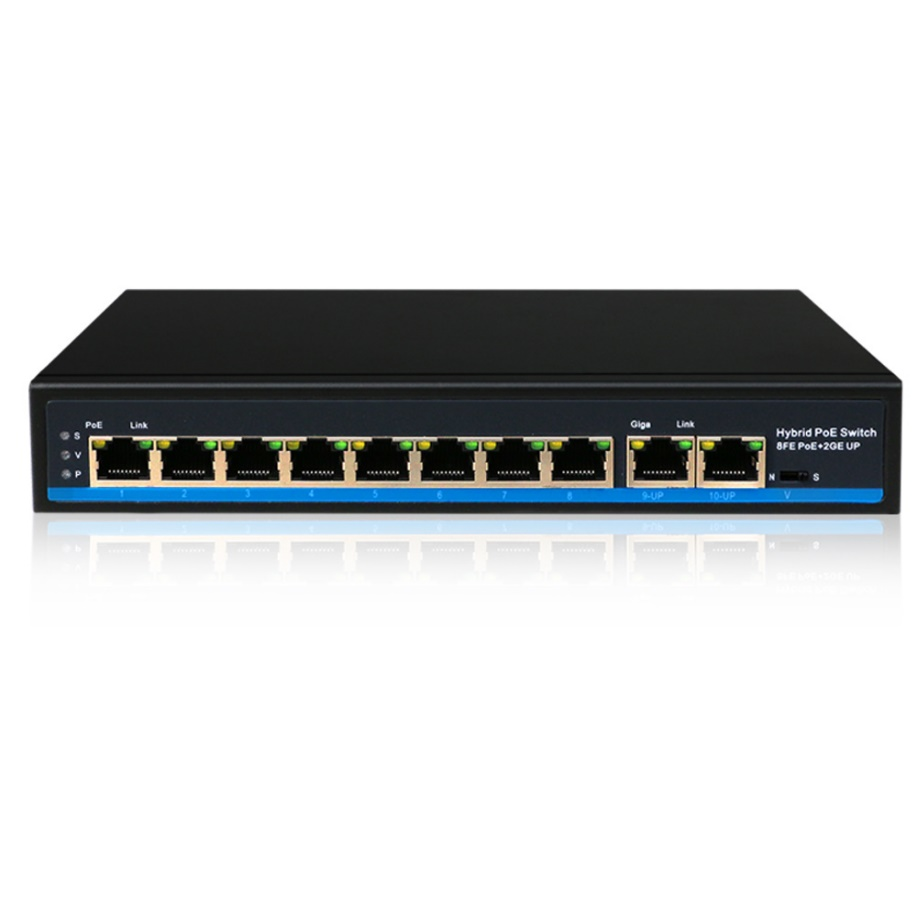 PoE Link
S
V
P
1 2 3 4 5 6 7 8
Giga Link
9-UP 10-UP
Hybrid PoE Switch
8FE PoE+2GE UP
N S
V